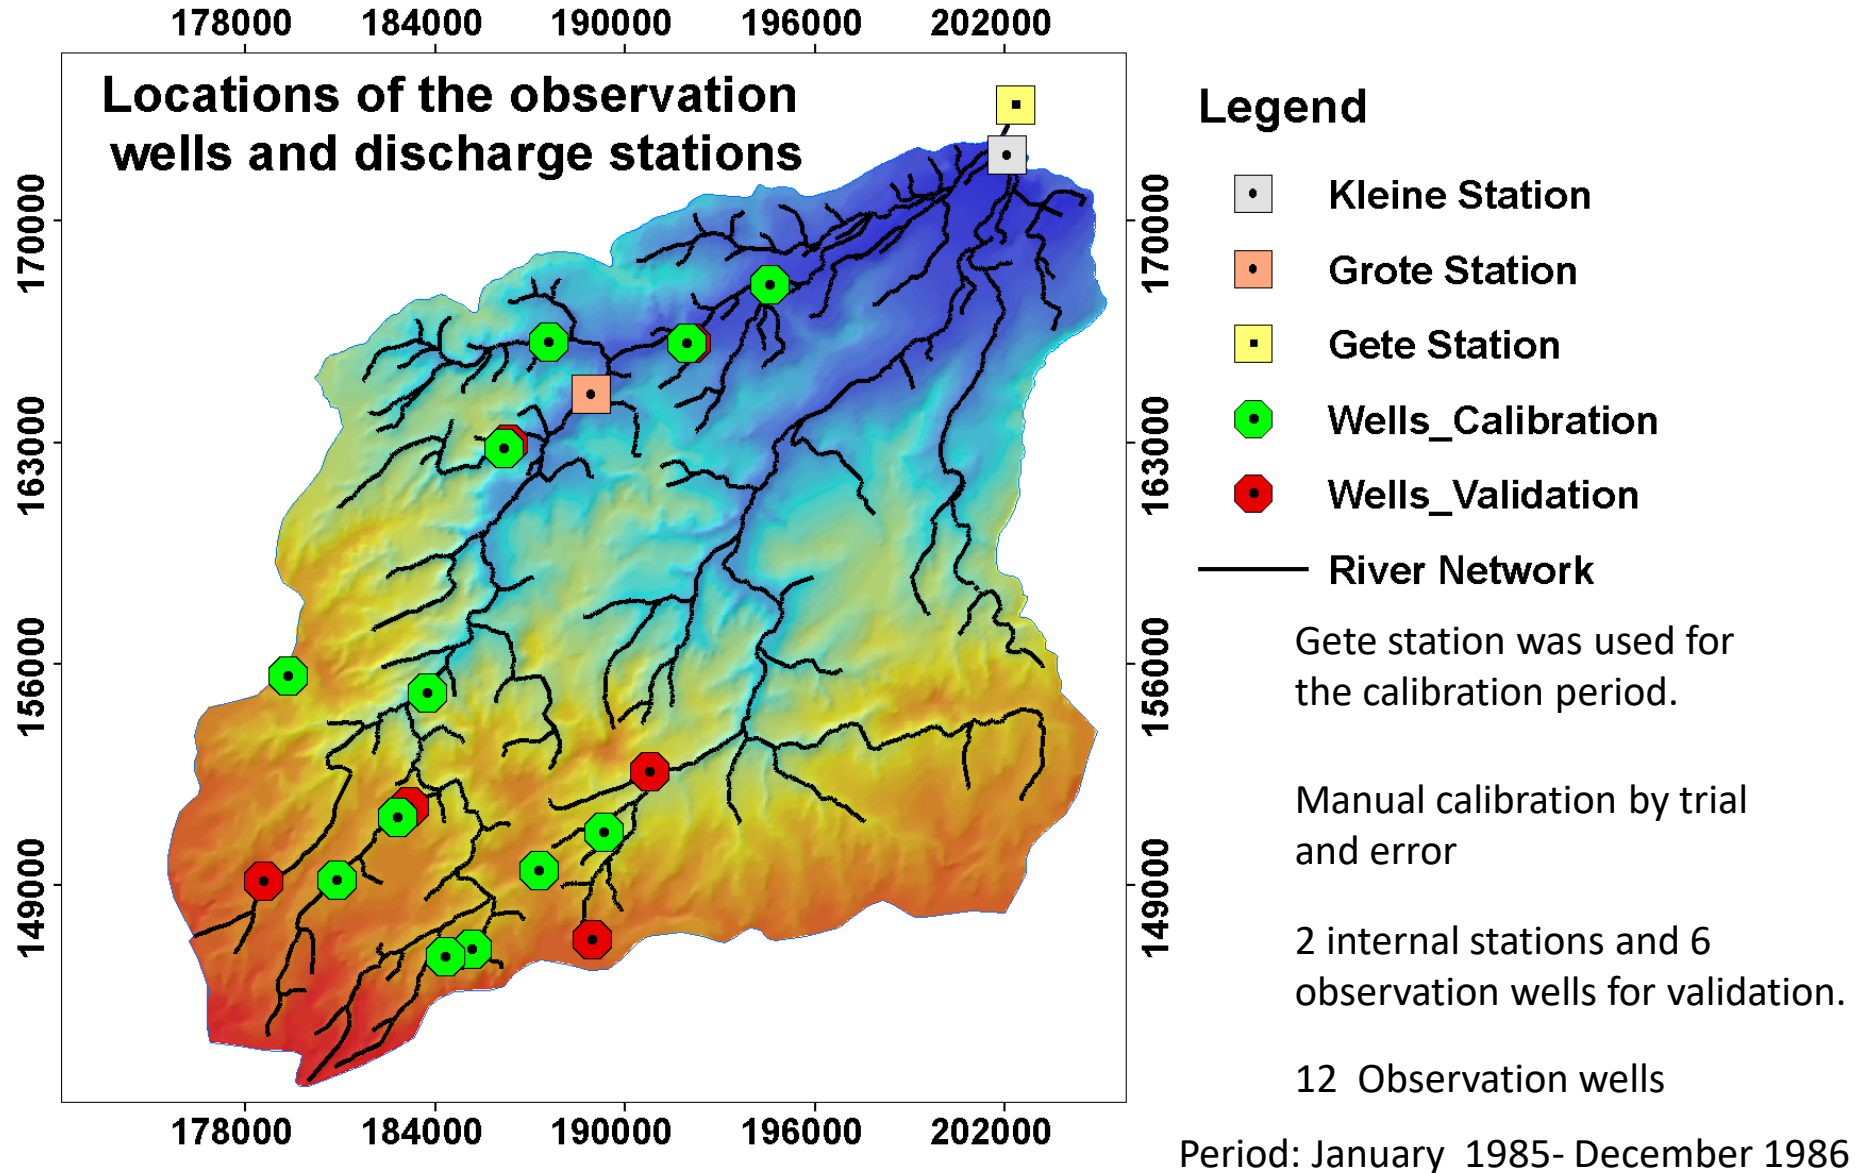 178000 184000 190000 196000 202000
Locations of the observation
wells and discharge stations
170000
163000
156000
149000
170000
163000
156000
149000
178000 184000 190000 196000 202000
Legend
Kleine Station
Grote Station
Gete Station
Wells_Calibration
Wells_Validation
River Network
Gete station was used for
the calibration period.
Manual calibration by trial
and error
2 internal stations and 6
observation wells for validation.
12 Observation wells
Period: January 1985- December 1986